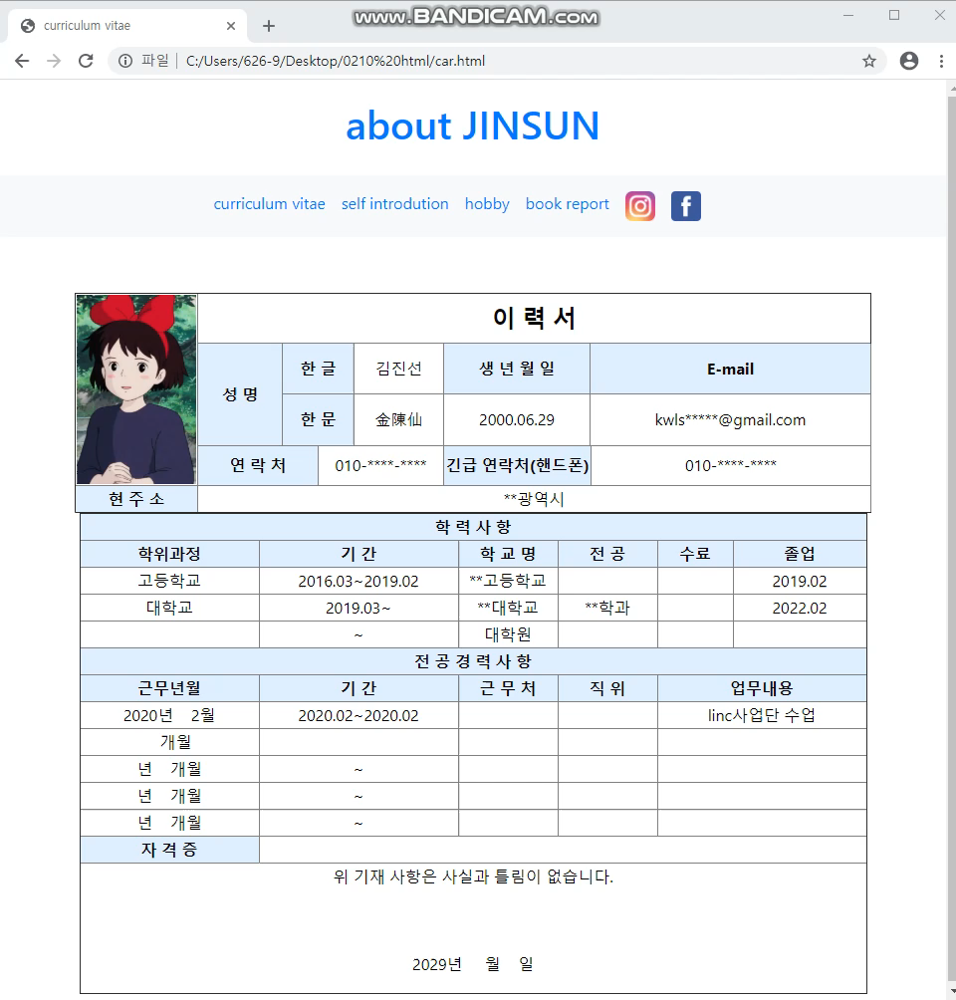 www.BANDICAM.com
curriculum vitae
파일 C:/Users/626-9/Desktop/0210%20html/car.html
about JINSUN
curriculum vitae self introdution hobby book report
이 력 서
성 명 한 글 김진선 생 년 월 일 E-mail
한 문 金陳仙 2000.06.29 kwls*****@gmail.com
연 락 처 010-****-**** 긴급 연락처(핸드폰) 010-****-****
현 주 소 **광역시
학 력 사 항
학위과정 기 간 학 교 명 전 공 수료 졸업
고등학교 2016.03~2019.02 **고등학교 2019.02
대학교 2019.03~ **대학교 **학과 2022.02
~ 대학원
전 공 경 력 사 항
근무년월 기 간 근 무 처 직 위 업무내용
2020년 2월 2020.02~2020.02 linc사업단 수업
개월
년 개월 ~
년 개월 ~
년 개월 ~
자 격 증
위 기재 사항은 사실과 틀림이 없습니다.
2029년 월 일